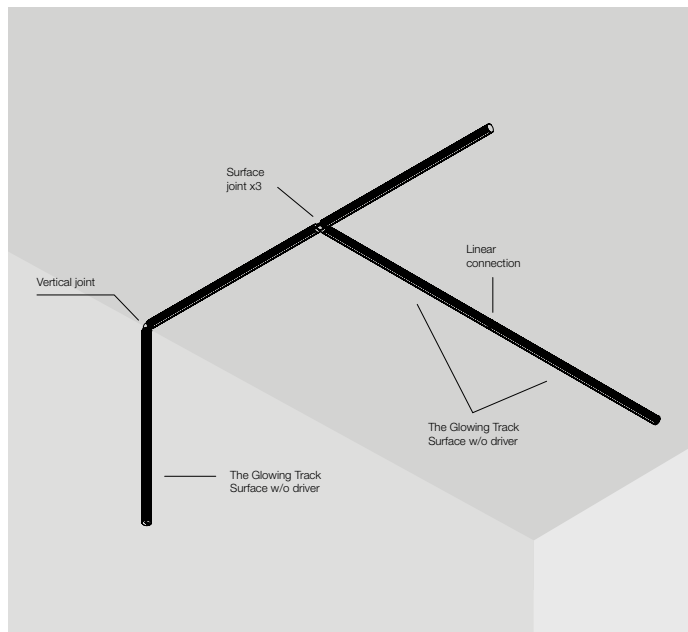 Surface
joint x3
Linear
connection
Vertical joint
The Glowing Track
Surface w/o driver
The Glowing Track
Surface w/o driver